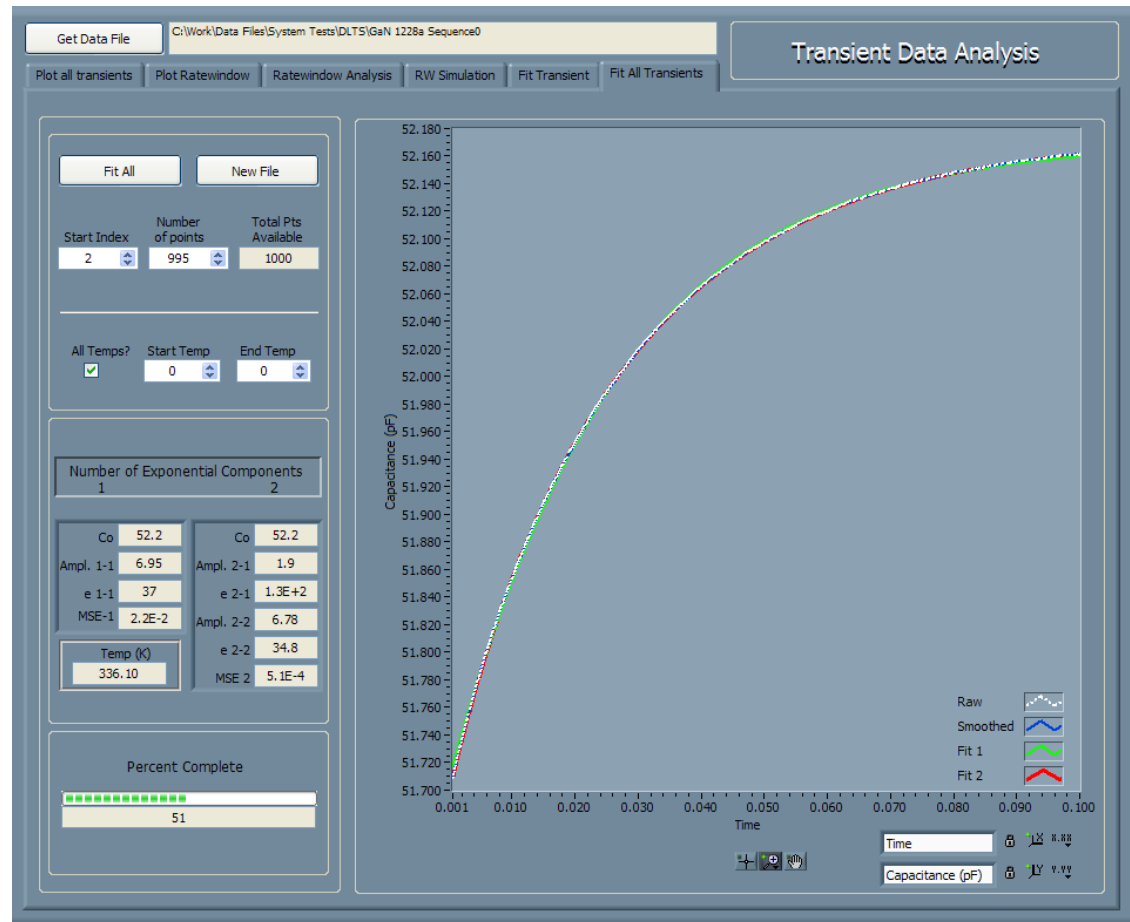 Get Data File
C:\Work\Data Files\System Tests\DLTS\GaN 1228a Sequence0
Transient Data Analysis
Plot all transients
Plot Ratewindow
Ratewindow Analysis
RW Simulation
Fit Transient
Fit All Transients
Fit All
New File
Start Index
Number
of points
Total Pts
Available
2
995
1000
All Temps?
Start Temp
End Temp
0
0
Number of Exponential Components
1 2
Co 52.2
Ampl. 1-1 6.95
e 1-1 37
MSE-1 2.2E-2
Temp (K)
336.10
Co 52.2
Ampl. 2-1 1.9
e 2-1 1.3E+2
Ampl. 2-2 6.78
e 2-2 34.8
MSE 2 5.1E-4
Percent Complete
51
Capacitance (pF)
52.180
52.160
52.140
52.120
52.100
52.080
52.060
52.040
52.020
52.000
51.980
51.960
51.940
51.920
51.900
51.880
51.860
51.840
51.820
51.800
51.780
51.760
51.740
51.720
51.700
0.001 0.010 0.020 0.030 0.040 0.050 0.060 0.070 0.080 0.090 0.100
Time
Raw
Smoothed
Fit 1
Fit 2
Time
X
X.XX
Capacitance (pF)
Y
Y.YY